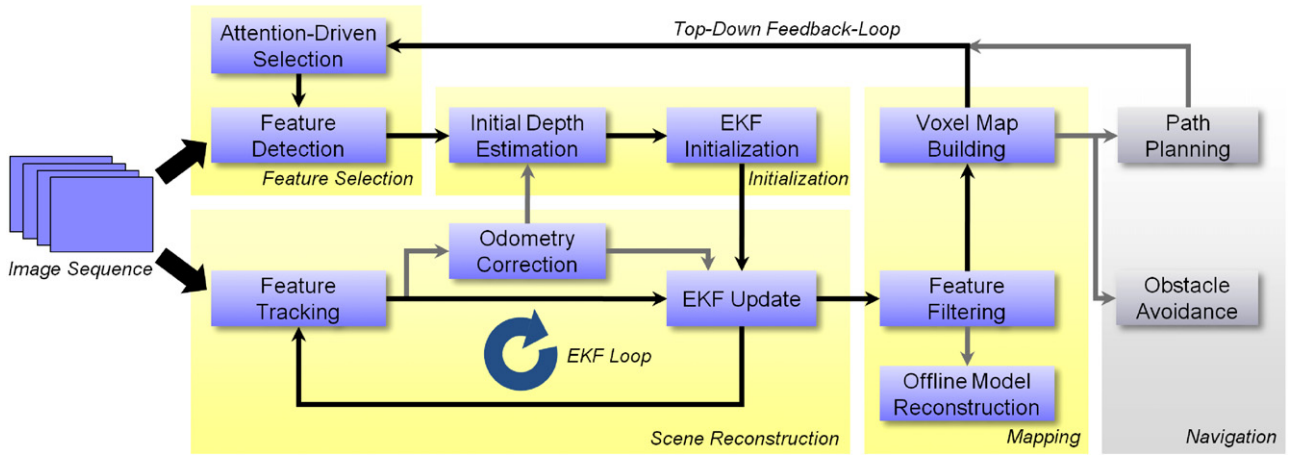 Attention-Driven
Selection
Top-Down Feedback-Loop
Feature
Detection
Feature Selection
Initial Depth
Estimation
EKF
Initialization
Initialization
Voxel Map
Building
Path
Planning
Image Sequence
Odometry
Correction
Feature
Tracking
EKF Update
EKF Loop
Scene Reconstruction
Feature
Filtering
Offline Model
Reconstruction
Mapping
Obstacle
Avoidance
Navigation